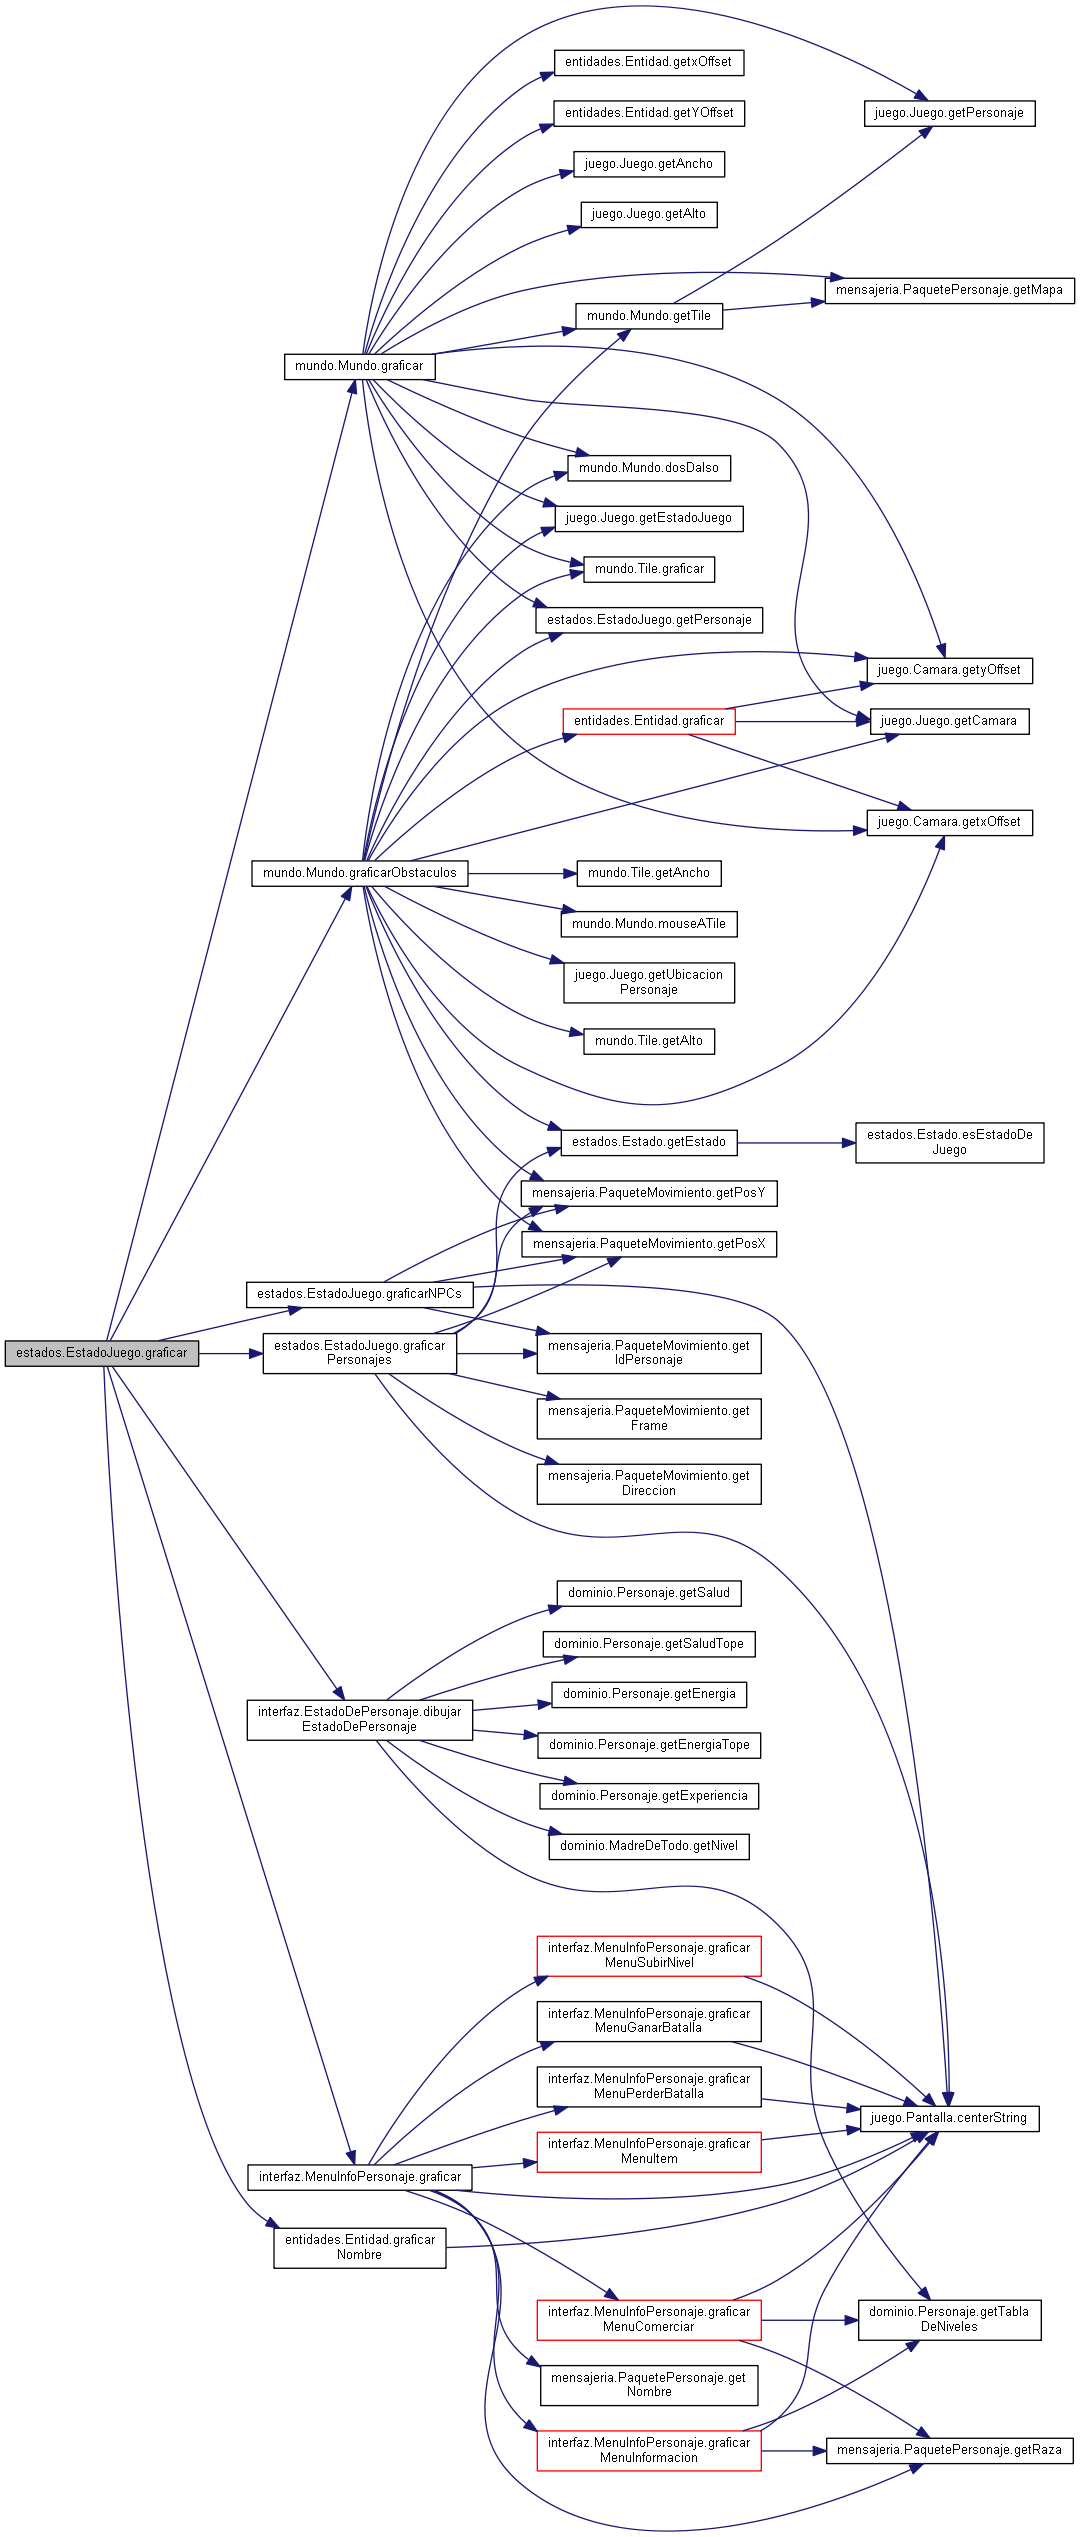 entidades.Entidad.getxOffset
juego.Juego.getPersonaje
entidades.Entidad.getYOffset
juego.Juego.getAncho
juego.Juego.getAlto
mensajeria.PaquetePersonaje.getMapa
mundo.Mundo.getTile
mundo.Mundo.graficar
mundo.Mundo.dosDaIso
juego.Juego.getEstadoJuego
mundo.Tile.graficar
estados.EstadoJuego.getPersonaje
juego.Camara.getyOffset
entidades.Entidad.graficar
juego.Juego.getCamara
juego.Camara.getxOffset
mundo.Mundo.graficarObstaculos
mundo.Tile.getAncho
mundo.Mundo.mouseATile
juego.Juego.getUbicacion
Personaje
mundo.Tile.getAlto
estados.Estado.getEstado
estados.Estado.esEstadoDe
Juego
mensajeria.PaqueteMovimiento.getPosY
mensajeria.PaqueteMovimiento.getPosX
estados.EstadoJuego.graficarNPCs
estados.EstadoJuego.graficar
estados.EstadoJuego.graficar
Personajes
mensajeria.PaqueteMovimiento.get
IdPersonaje
mensajeria.PaqueteMovimiento.get
Frame
mensajeria.PaqueteMovimiento.get
Direccion
dominio.Personaje.getSalud
dominio.Personaje.getSaludTope
dominio.Personaje.getEnergia
interfaz.EstadoDePersonaje.dibujar
EstadoDePersonaje
dominio.Personaje.getEnergiaTope
dominio.Personaje.getExperiencia
dominio.MadreDeTodo.getNivel
interfaz.MenuInfoPersonaje.graficar
MenuSubirNivel
interfaz.MenuInfoPersonaje.graficar
MenuGanarBatalla
interfaz.MenuInfoPersonaje.graficar
MenuPerderBatalla
juego.Pantalla.centerString
interfaz.MenuInfoPersonaje.graficar
MenuItem
interfaz.MenuInfoPersonaje.graficar
entidades.Entidad.graficar
Nombre
interfaz.MenuInfoPersonaje.graficar
MenuComerciar
dominio.Personaje.getTabla
DeNiveles
mensajeria.PaquetePersonaje.get
Nombre
interfaz.MenuInfoPersonaje.graficar
MenuInformacion
mensajeria.PaquetePersonaje.getRaza